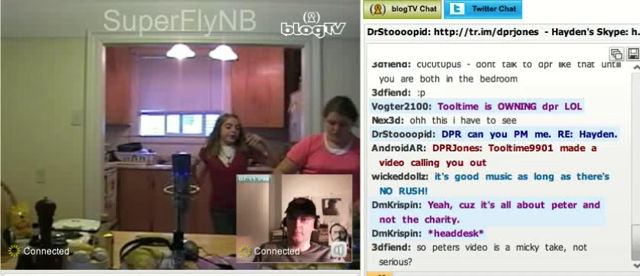 SuperFlyNB
blogTV
Connected
Connected
blogTV Chat
Twitter Chat
DrStoooopid: http://tr.im/dprjones - Hayden's Skype: h.
3dfiend: cucutupus - dont talk to dpr like that until
you are both in the bedroom
3dfiend: :p
Vogter2100: Tooltime is OWNING dpr LOL
Nex3d: ohh this i have to see
DrStoooopid: DPR can you PM me. RE: Hayden.
AndroidAR: DPRJones: Tooltime9901 made a
video calling you out
wickeddollz: it's good music as long as there's
NO RUSH!
DmKrispin: Yeah, cuz it's all about peter and
not the charity.
DmKrispin: *headdesk*
3dfiend: so peters video is a micky take, not
serious?